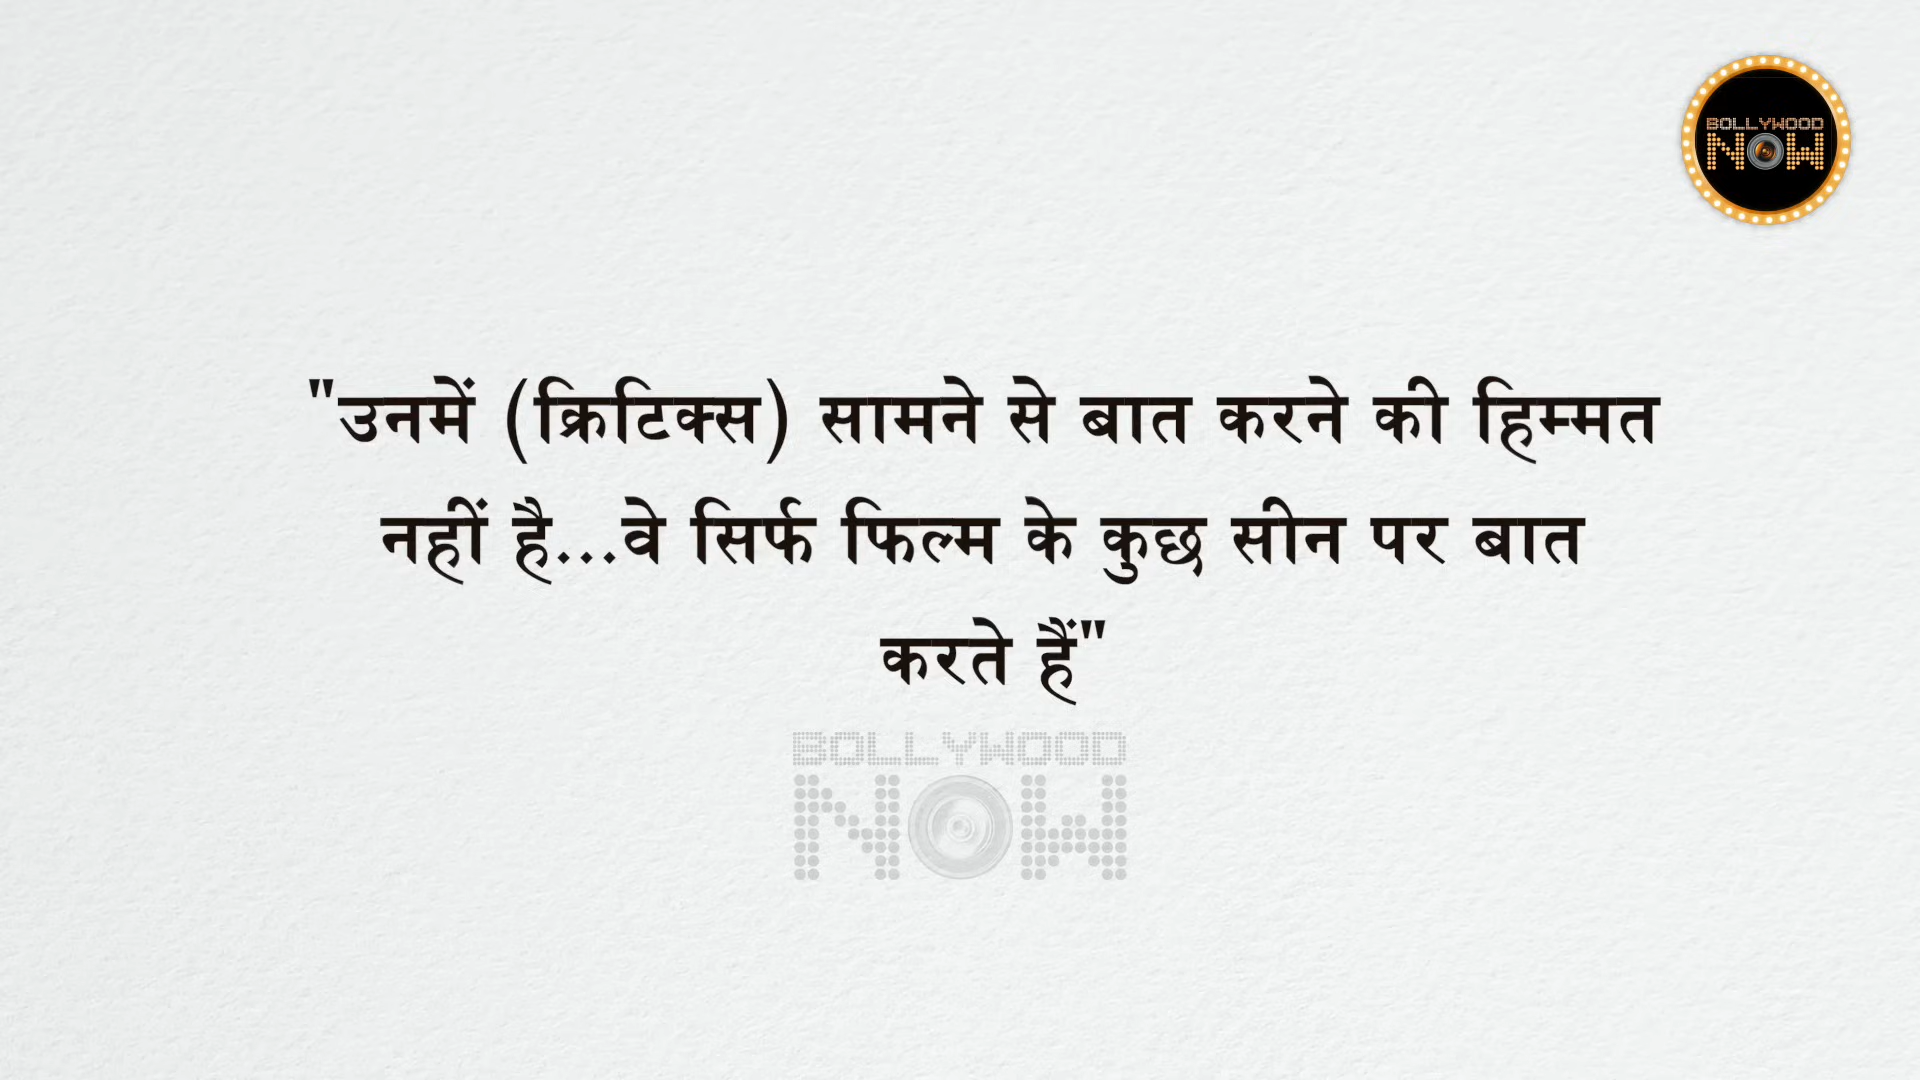 BOLLYWOOD
NOW
"उनमें (क्रिटिक्स) सामने से बात करने की हिम्मत
नहीं है...वे सिर्फ फिल्म के कुछ सीन पर बात
करते हैं"
BOLLYWOOD
NOW